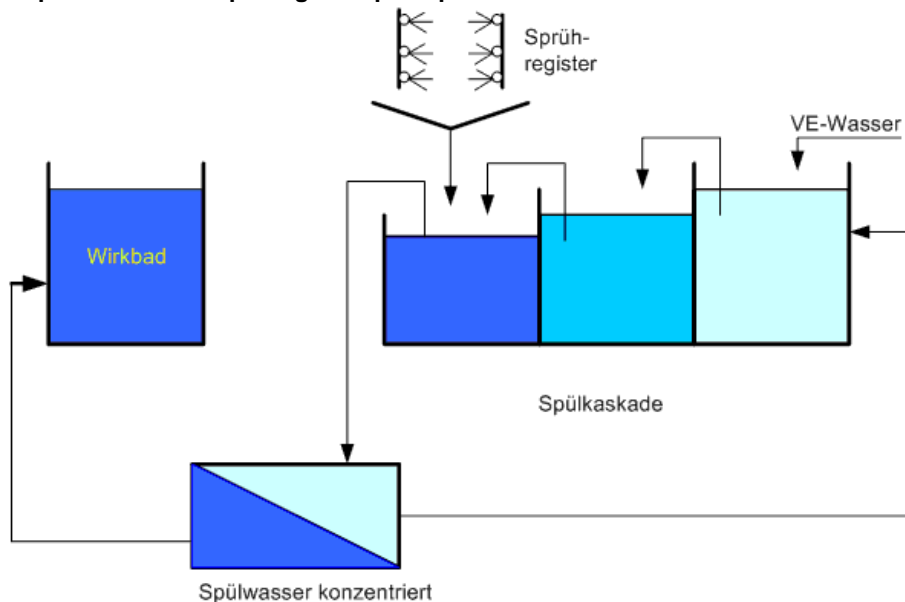 Sprüh-
register
VE-Wasser
Wirkbad
Spülkaskade
Spülwasser konzentriert